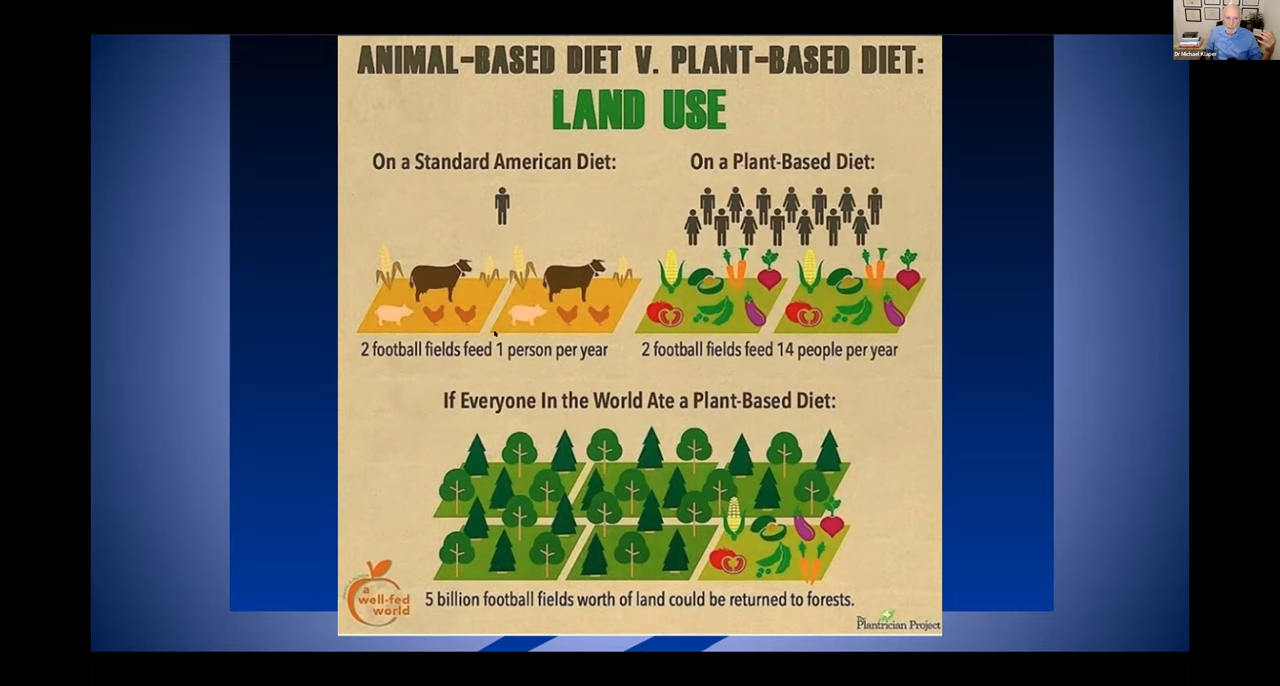 Dr Michael Klaper
ANIMAL-BASED DIET V. PLANT-BASED DIET:
LAND USE
On a Standard American Diet:
On a Plant-Based Diet:
2 football fields feed 1 person per year
2 football fields feed 14 people per year
If Everyone In the World Ate a Plant-Based Diet:
5 billion football fields worth of land could be returned to forests.
a
well-fed
world
The
Plantrician Project